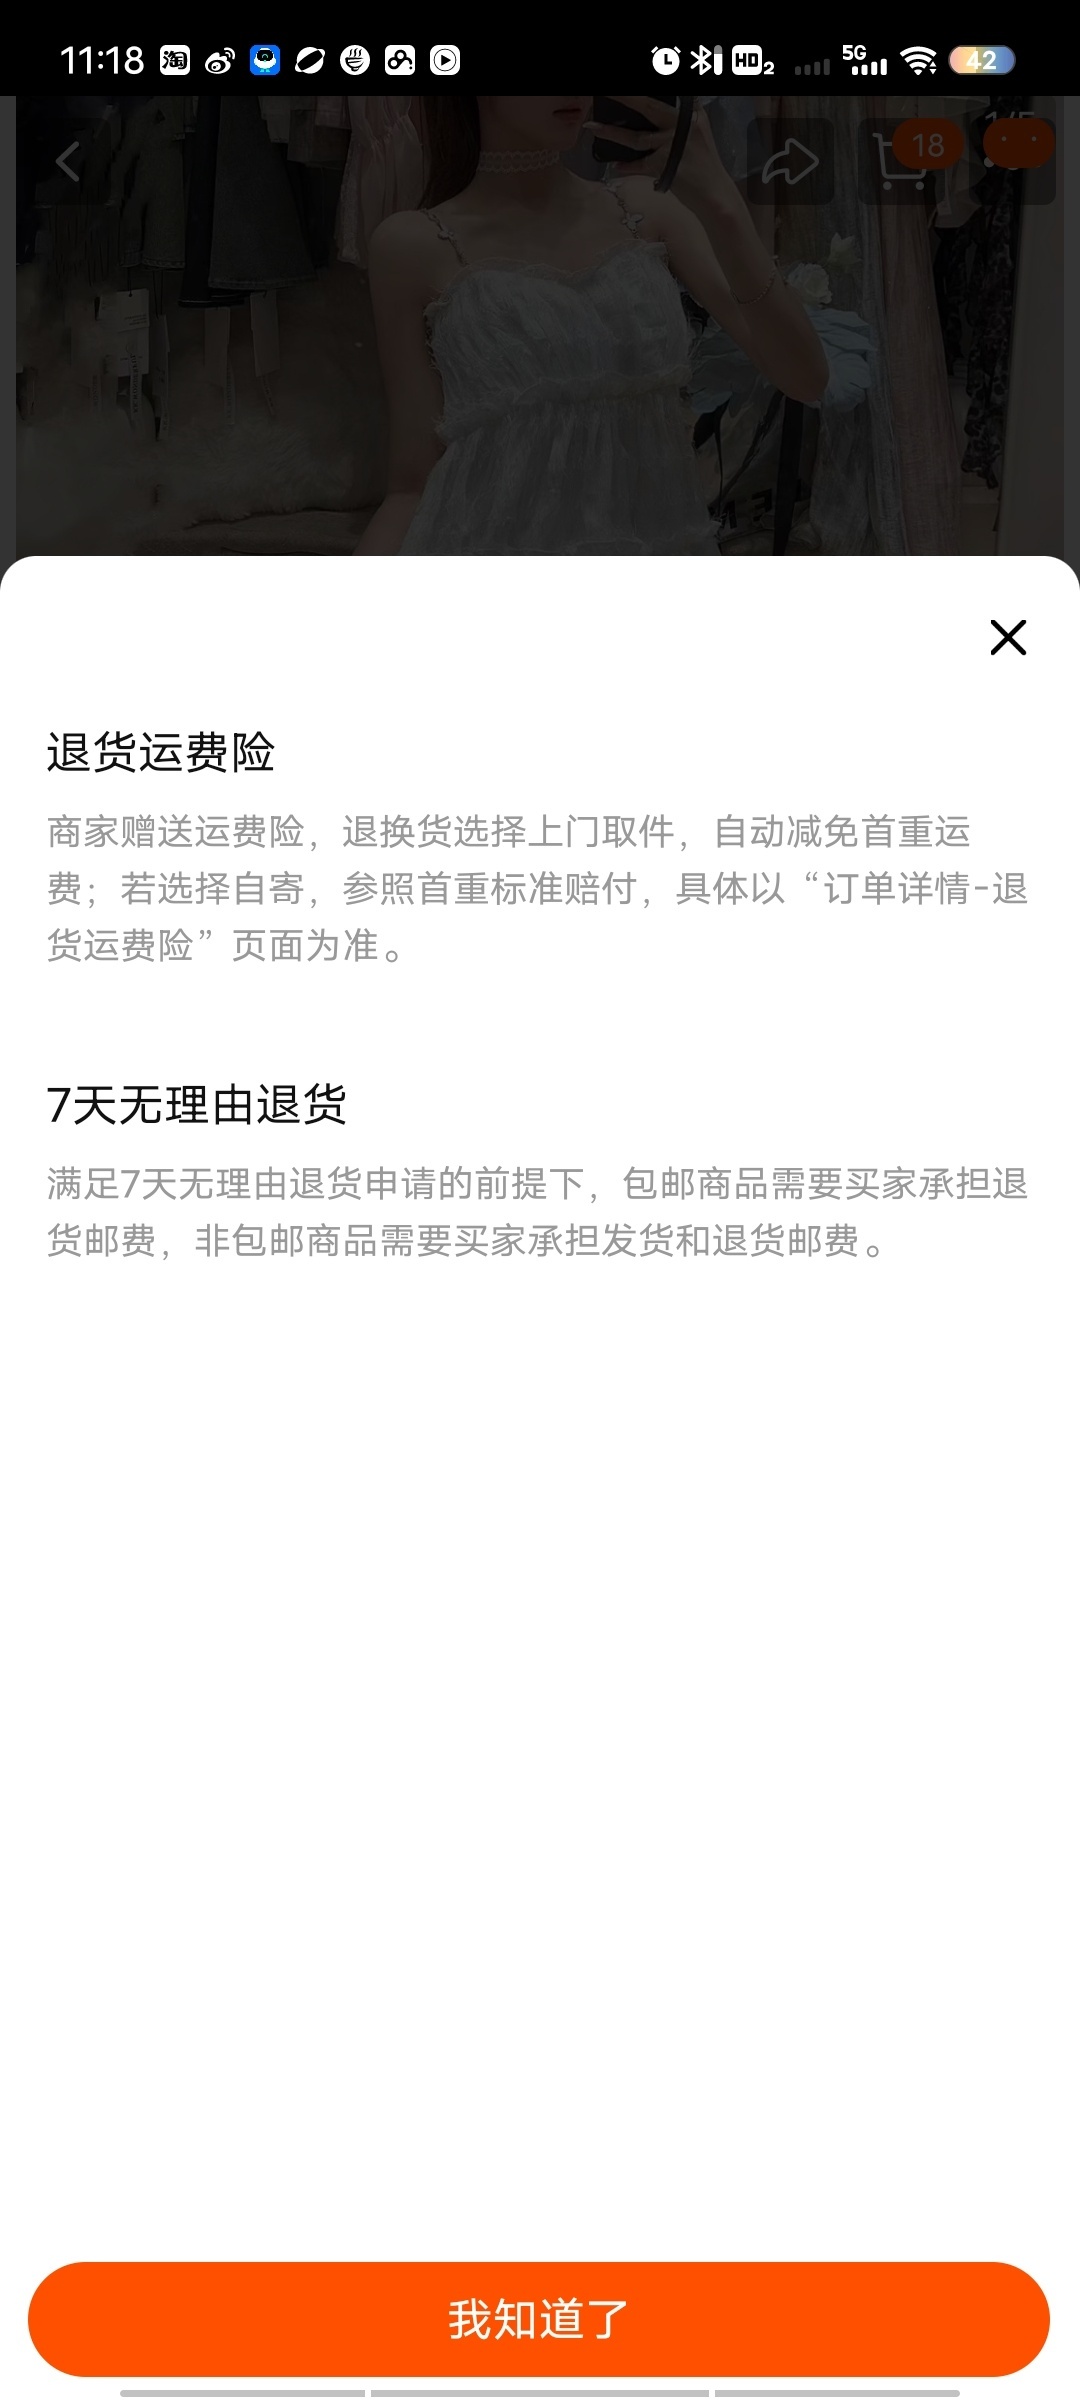 11:18
淘
HD2
5G
42
18
退货运费险
商家赠送运费险，退换货选择上门取件，自动减免首重运
费；若选择自寄，参照首重标准赔付，具体以“订单详情-退
货运费险”页面为准。
7天无理由退货
满足7天无理由退货申请的前提下，包邮商品需要买家承担退
货邮费，非包邮商品需要买家承担发货和退货邮费。
我知道了